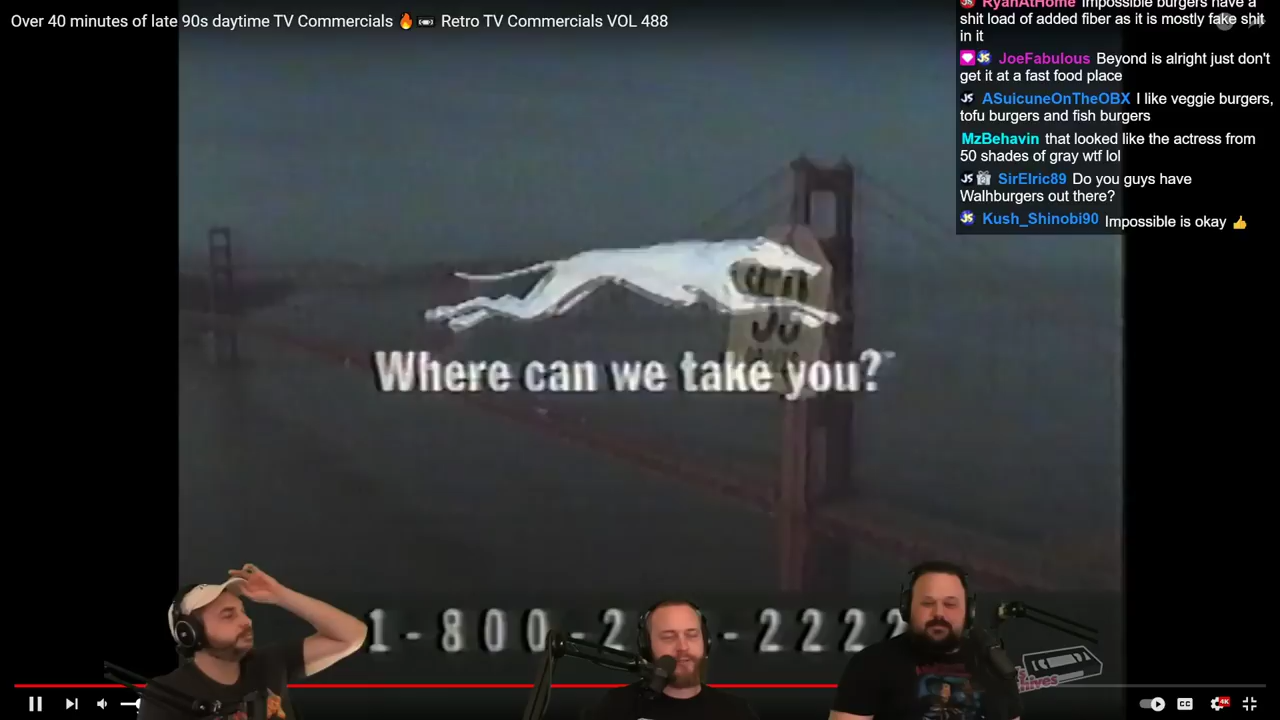 Over 40 minutes of late 90s daytime TV Commercials 🔥📼 Retro TV Commercials VOL 488
RyanAtHome Impossible burgers have a
shit load of added fiber as it is mostly fake shit
in it
JoeFabulous Beyond is alright just don't
get it at a fast food place
ASuicuneOnTheOBX I like veggie burgers,
tofu burgers and fish burgers
MzBehavin that looked like the actress from
50 shades of gray wtf lol
SirElric89 Do you guys have
Walhburgers out there?
Kush_Shinobi90 Impossible is okay 👍
Where can we take you?
1-800-2 -2222
CC
4K